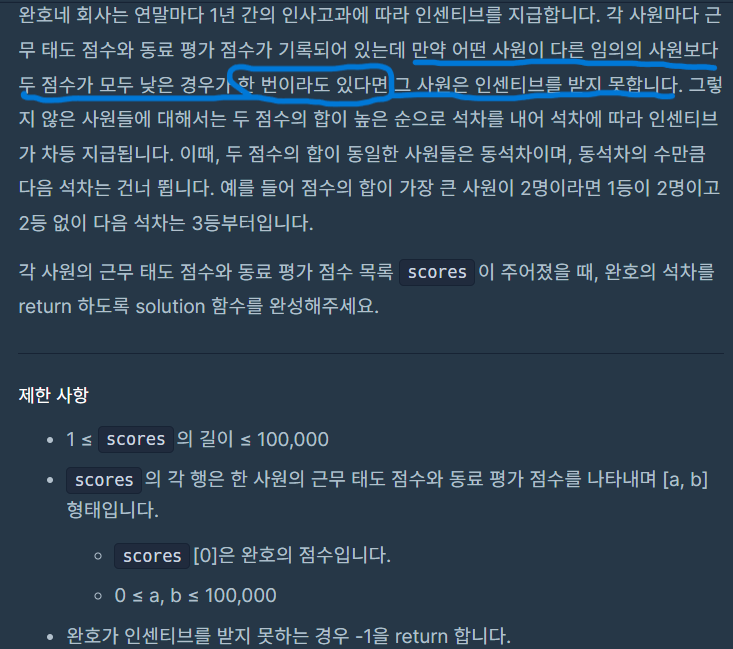 완호네 회사는 연말마다 1년 간의 인사고과에 따라 인센티브를 지급합니다. 각 사원마다 근
무 태도 점수와 동료 평가 점수가 기록되어 있는데 만약 어떤 사원이 다른 임의의 사원보다
두 점수가 모두 낮은 경우가 한 번이라도 있다면 그 사원은 인센티브를 받지 못합니다. 그렇
지 않은 사원들에 대해서는 두 점수의 합이 높은 순으로 석차를 내어 석차에 따라 인센티브
가 차등 지급됩니다. 이때, 두 점수의 합이 동일한 사원들은 동석차이며, 동석차의 수만큼
다음 석차는 건너 뜁니다. 예를 들어 점수의 합이 가장 큰 사원이 2명이라면 1등이 2명이고
2등 없이 다음 석차는 3등부터입니다.
각 사원의 근무 태도 점수와 동료 평가 점수 목록 scores 이 주어졌을 때, 완호의 석차를
return 하도록 solution 함수를 완성해주세요.
제한 사항
• 1 ≤ scores 의 길이 ≤ 100,000
• scores 의 각 행은 한 사원의 근무 태도 점수와 동료 평가 점수를 나타내며 [a, b]
형태입니다.
◦ scores [0]은 완호의 점수입니다.
◦ 0 ≤ a, b ≤ 100,000
• 완호가 인센티브를 받지 못하는 경우 -1을 return 합니다.